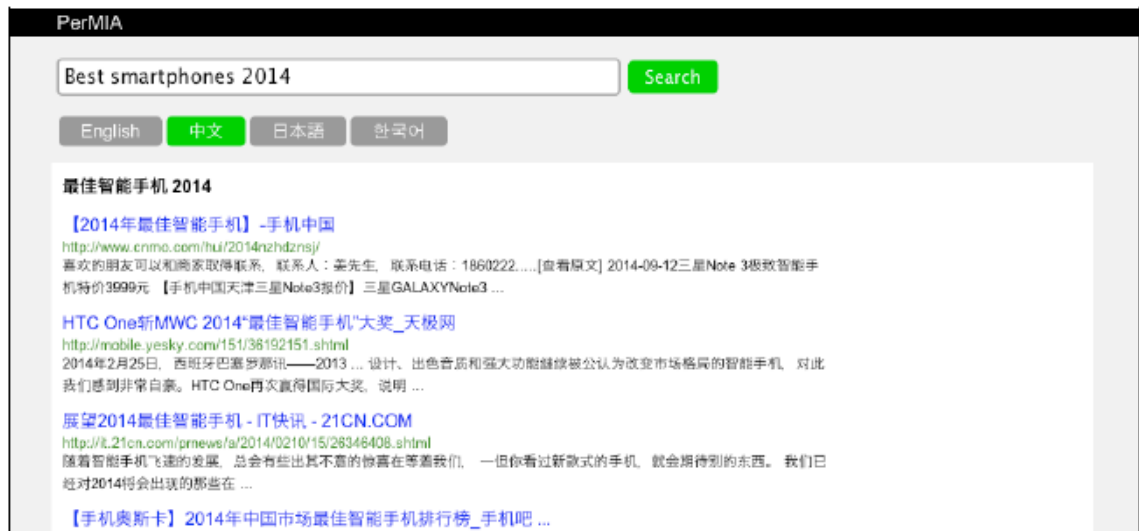 PerMIA
Best smartphones 2014 Search
English 中文 日本語 한국어
最佳智能手机 2014
【2014年最佳智能手机】-手机中国
http://www.cnmo.com/hui/2014nzhdznsj/
喜欢的朋友可以和商家取得联系, 联系人：姜先生, 联系电话：1860222.....[查看原文] 2014-09-12三星Note 3极致智能手
机特价3999元 【手机中国天津三星Note3报价】三星GALAXYNote3 ...
HTC One斩MWC 2014“最佳智能手机”大奖_天极网
http://mobile.yesky.com/151/36192151.shtml
2014年2月25日, 西班牙巴塞罗那讯——2013 ... 设计、出色音质和强大功能继续被公认为改变市场格局的智能手机, 对此
我们感到非常自豪。HTC One再次赢得国际大奖, 说明 ...
展望2014最佳智能手机 - IT快讯 - 21CN.COM
http://it.21cn.com/prnews/a/2014/0210/15/26346408.shtml
随着智能手机飞速的发展, 总会有些出其不意的惊喜在等着我们, 一但你看过新款式的手机, 就会期待别的东西。 我们已
经对2014将会出现的那些在 ...
【手机奥斯卡】2014年中国市场最佳智能手机排行榜_手机吧 ...